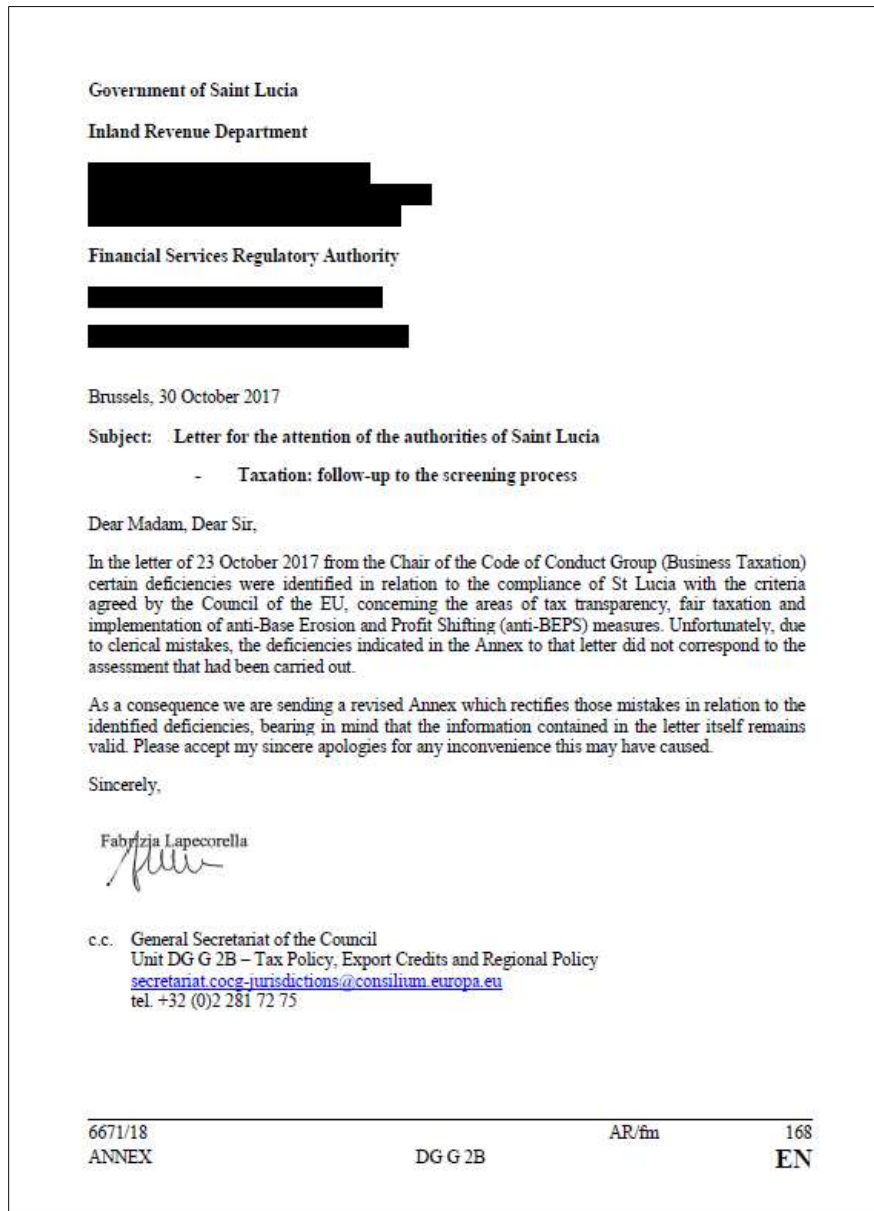 Government of Saint Lucia
Inland Revenue Department
Financial Services Regulatory Authority
Brussels, 30 October 2017
Subject: Letter for the attention of the authorities of Saint Lucia
- Taxation: follow-up to the screening process
Dear Madam, Dear Sir,
In the letter of 23 October 2017 from the Chair of the Code of Conduct Group (Business Taxation)
certain deficiencies were identified in relation to the compliance of St Lucia with the criteria
agreed by the Council of the EU, concerning the areas of tax transparency, fair taxation and
implementation of anti-Base Erosion and Profit Shifting (anti-BEPS) measures. Unfortunately, due
to clerical mistakes, the deficiencies indicated in the Annex to that letter did not correspond to the
assessment that had been carried out.
As a consequence we are sending a revised Annex which rectifies those mistakes in relation to the
identified deficiencies, bearing in mind that the information contained in the letter itself remains
valid. Please accept my sincere apologies for any inconvenience this may have caused.
Sincerely,
Fabrizia Lapecorella
c.c. General Secretariat of the Council
Unit DG G 2B – Tax Policy, Export Credits and Regional Policy
secretariat.cocg-jurisdictions@consilium.europa.eu
tel. +32 (0)2 281 72 75
6671/18 AR/fm 168
ANNEX DG G 2B EN